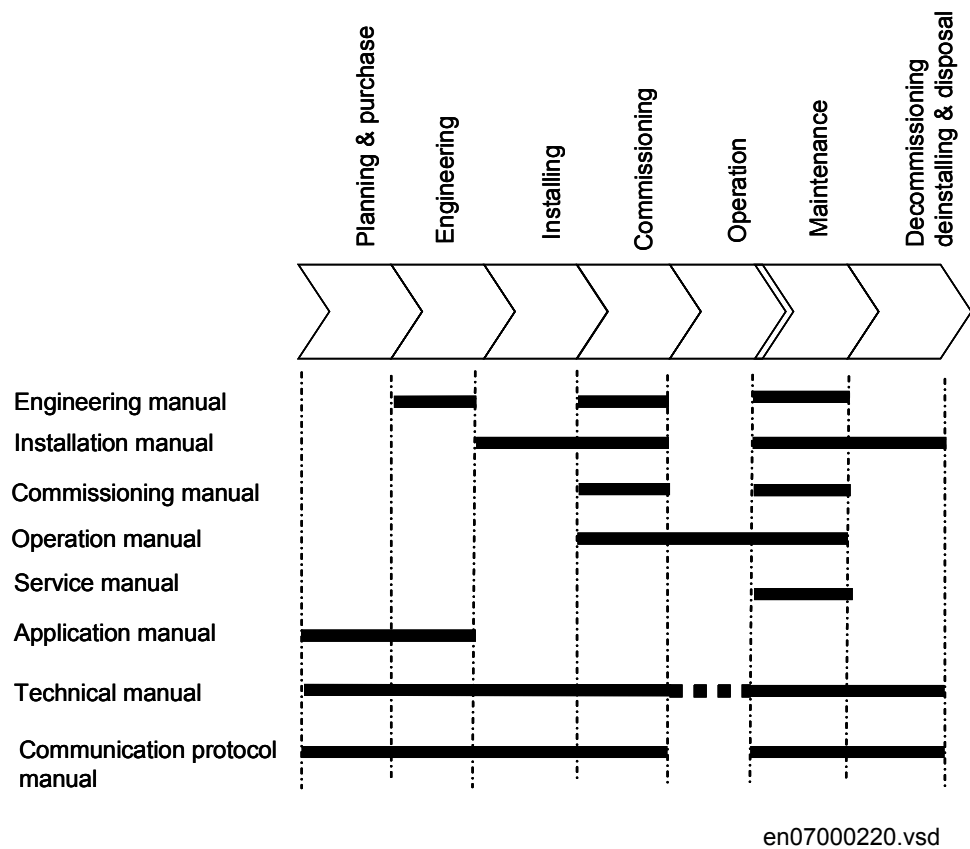 Planning & purchase
Engineering
Installing
Commissioning
Operation
Maintenance
Decommissioning
deinstalling & disposal
Engineering manual
Installation manual
Commissioning manual
Operation manual
Service manual
Application manual
Technical manual
Communication protocol
manual
en07000220.vsd